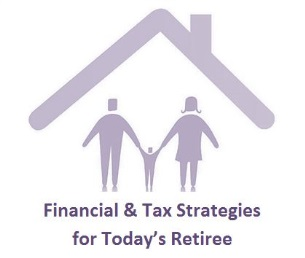 Financial & Tax Strategies
for Today's Retiree